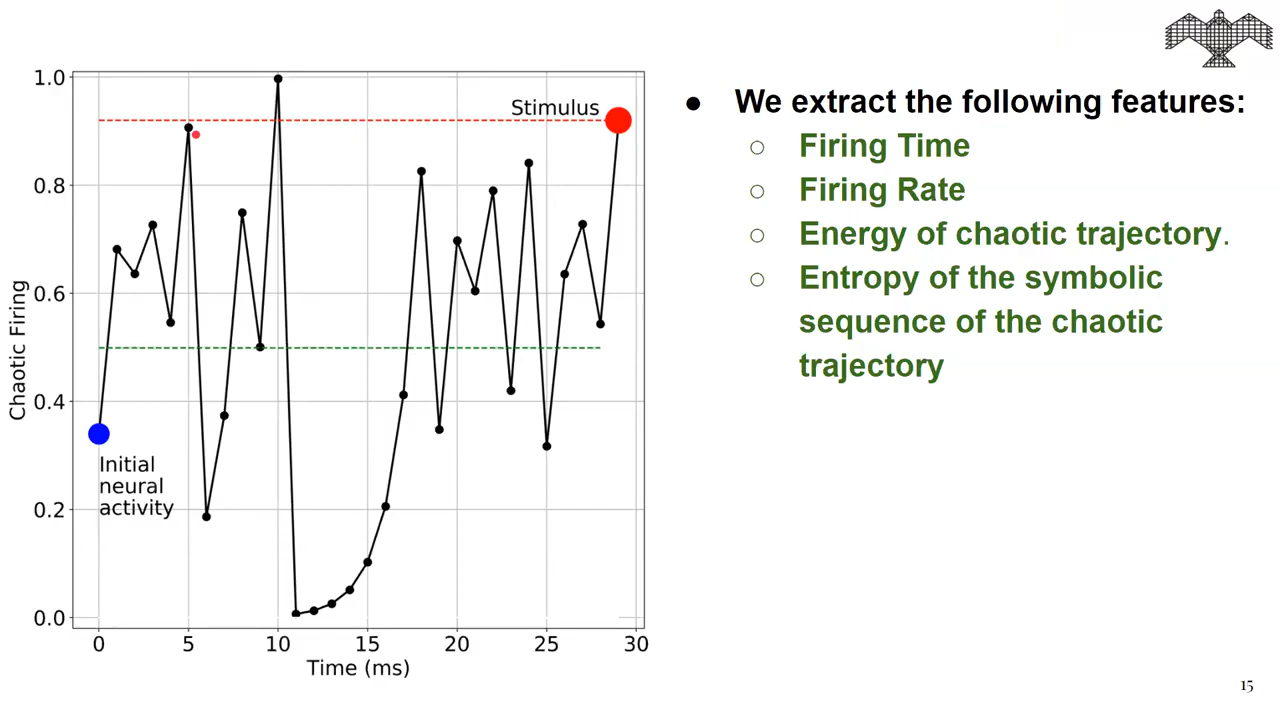 ● We extract the following features:
○ Firing Time
○ Firing Rate
○ Energy of chaotic trajectory.
○ Entropy of the symbolic
sequence of the chaotic
trajectory
1.0
0.8
0.6
0.4
0.2
0.0
Chaotic Firing
Stimulus
Initial
neural
activity
0 5 10 15 20 25 30
Time (ms)
15